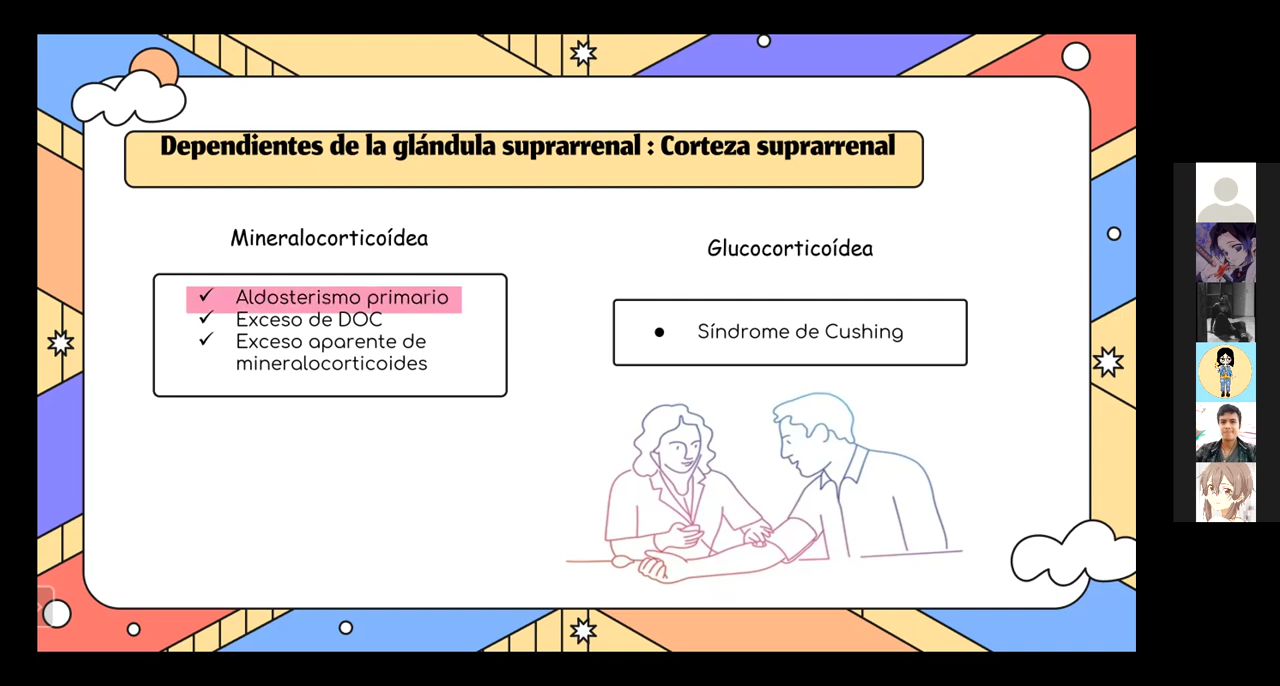 Dependientes de la glándula suprarrenal : Corteza suprarrenal
Mineralocorticoídea
✓ Aldosterismo primario
✓ Exceso de DOC
✓ Exceso aparente de
mineralocorticoides
Glucocorticoídea
● Síndrome de Cushing